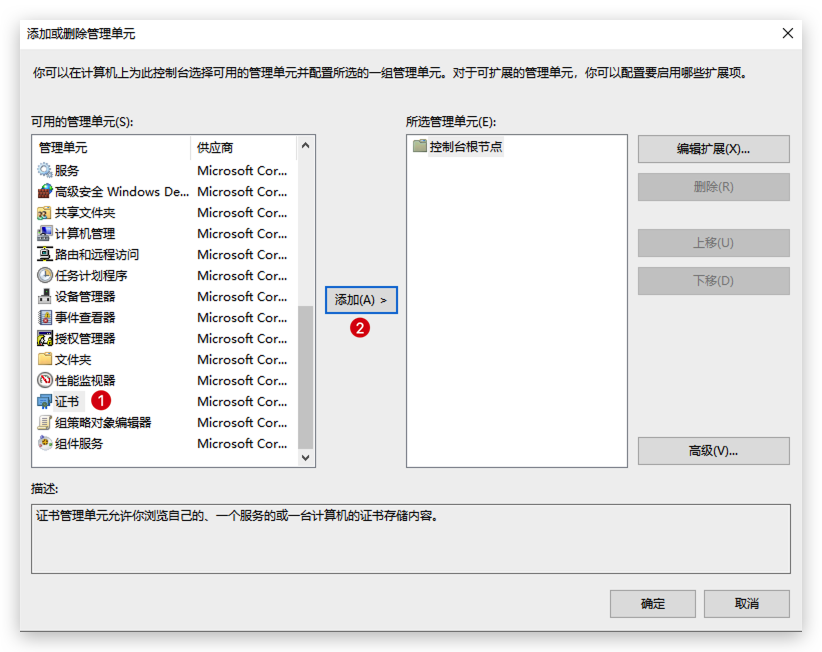 添加或删除管理单元
你可以在计算机上为此控制台选择可用的管理单元并配置所选的一组管理单元。对于可扩展的管理单元，你可以配置要启用哪些扩展项。
可用的管理单元(S):
管理单元 供应商
服务 Microsoft Cor...
高级安全 Windows De... Microsoft Cor...
共享文件夹 Microsoft Cor...
计算机管理 Microsoft Cor...
路由和远程访问 Microsoft Cor...
任务计划程序 Microsoft Cor...
设备管理器 Microsoft Cor...
事件查看器 Microsoft Cor...
授权管理器 Microsoft Cor...
文件夹 Microsoft Cor...
性能监视器 Microsoft Cor...
证书 1 Microsoft Cor...
组策略对象编辑器 Microsoft Cor...
组件服务 Microsoft Cor...
添加(A) >
2
所选管理单元(E):
控制台根节点
编辑扩展(X)...
删除(R)
上移(U)
下移(D)
高级(V)...
描述:
证书管理单元允许你浏览自己的、一个服务的或一台计算机的证书存储内容。
确定 取消